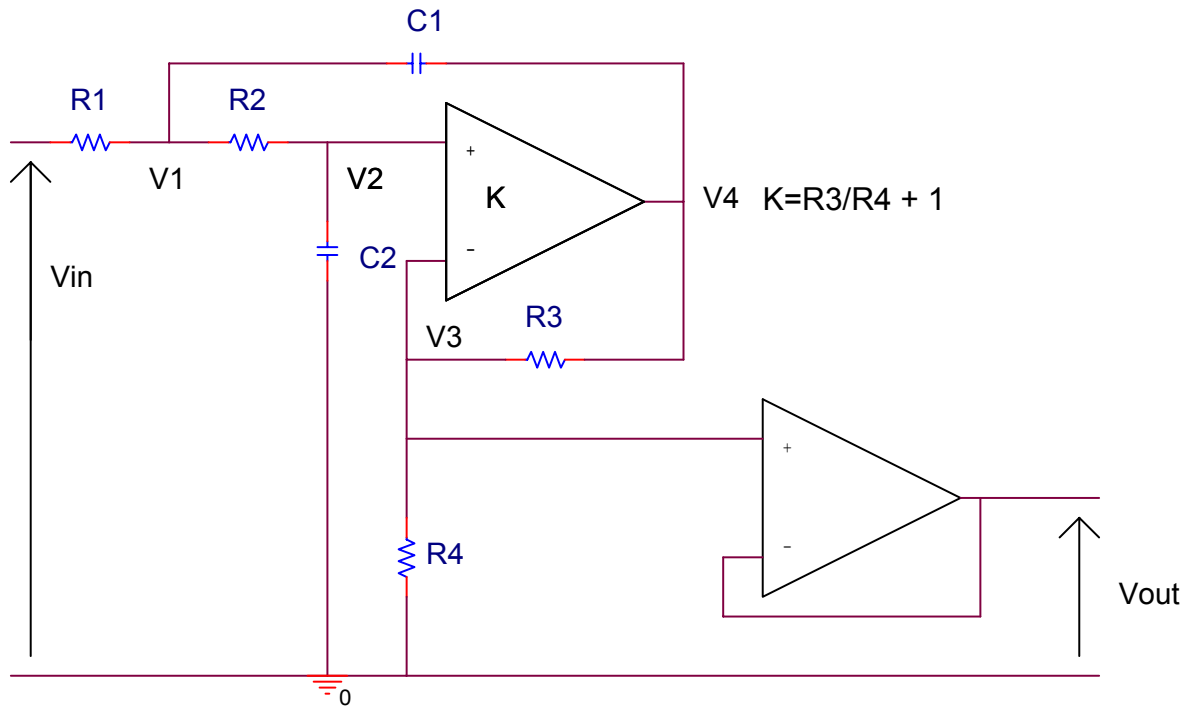 C1
R1
R2
+
V1
V2
K
V4
K=R3/R4 + 1
-
C2
Vin
R3
V3
+
-
R4
Vout
0